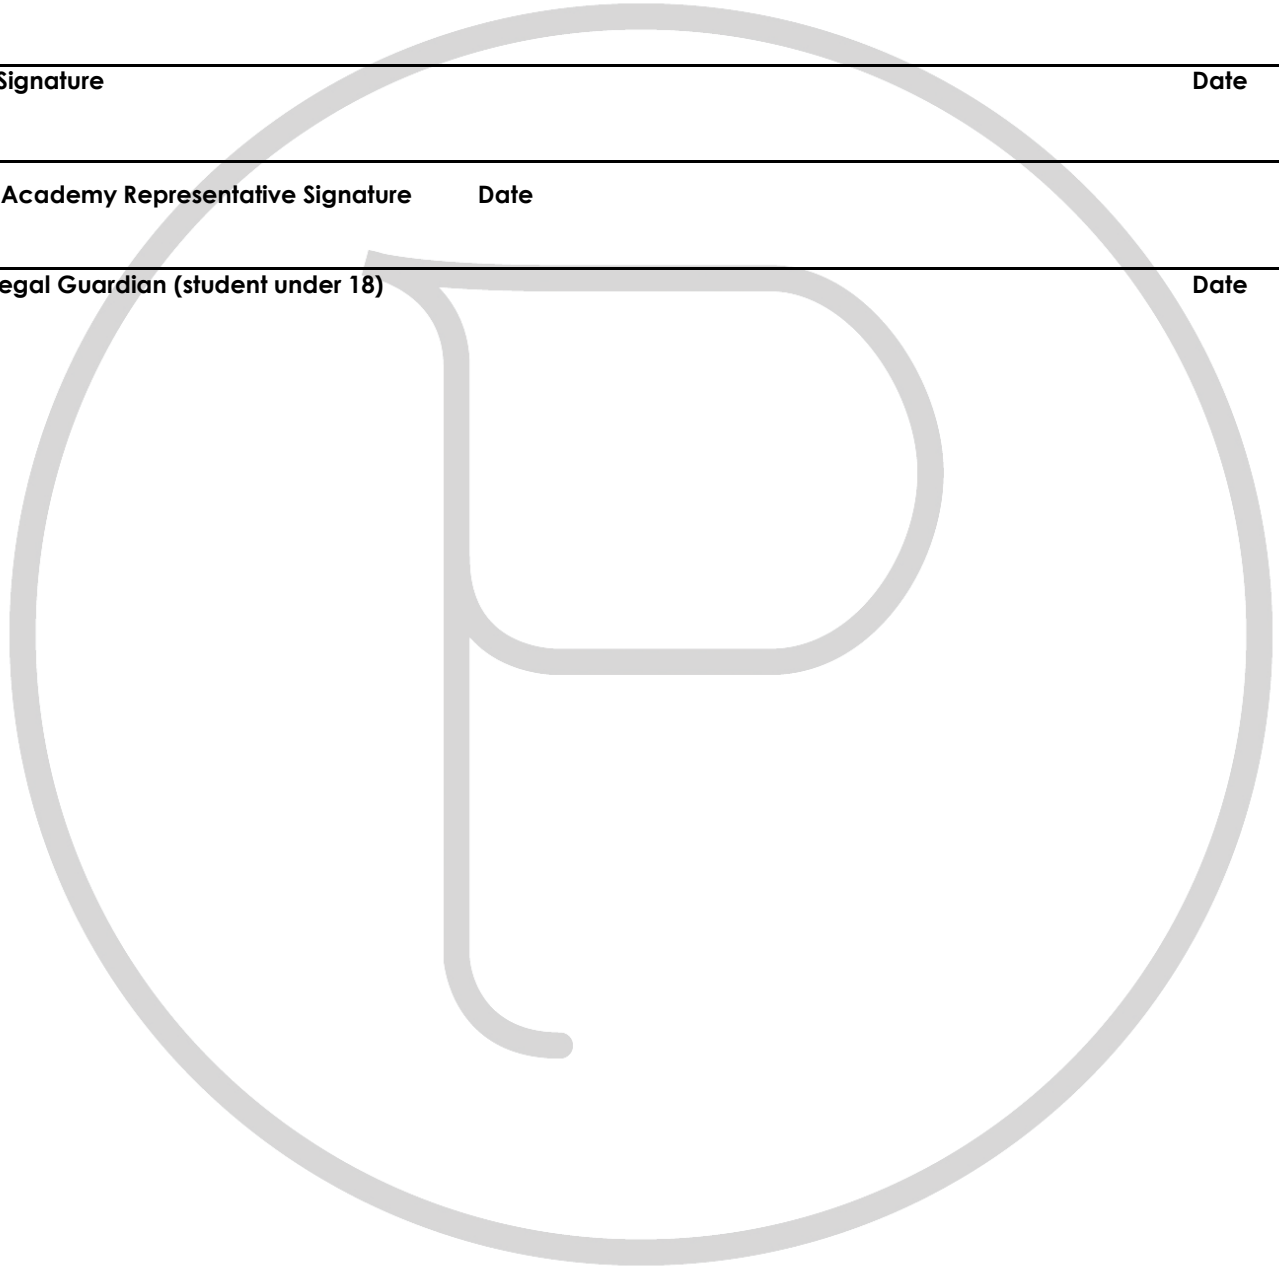 Signature Date
Academy Representative Signature Date
egal Guardian (student under 18) Date
P